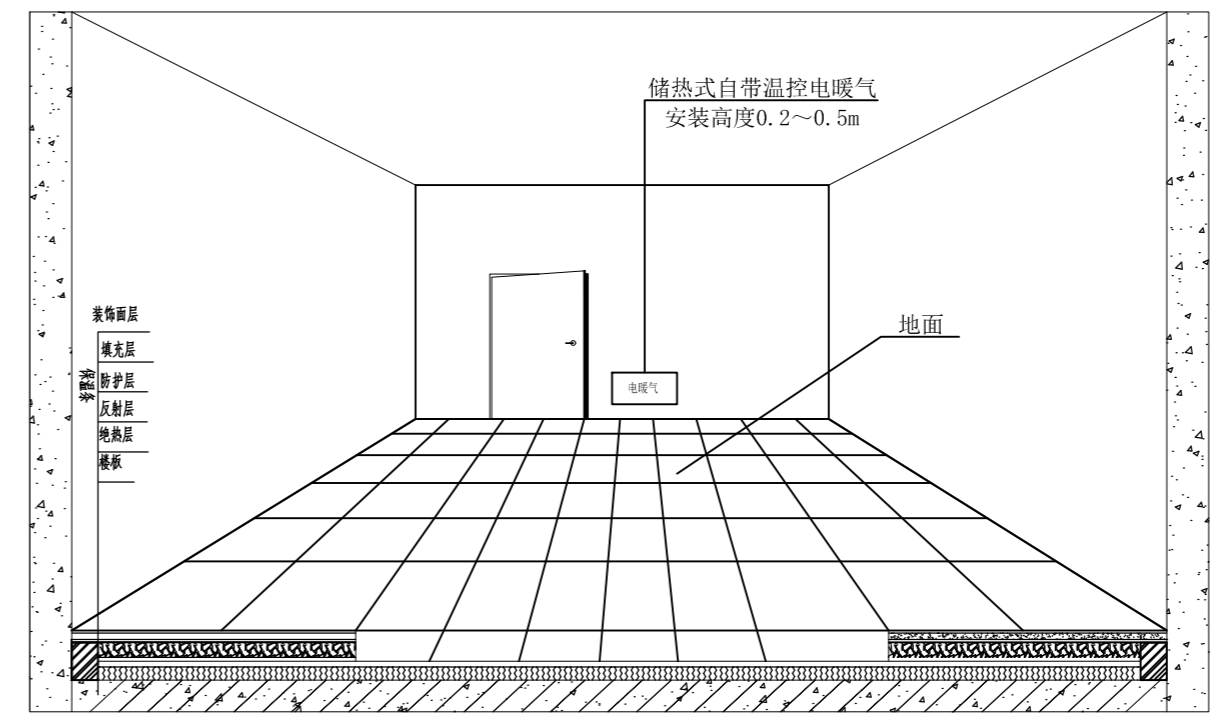 储热式自带温控电暖气
安装高度0.2～0.5m
地面
电暖气
装饰面层
填充层
防护层
反射层
绝热层
楼板
保温条